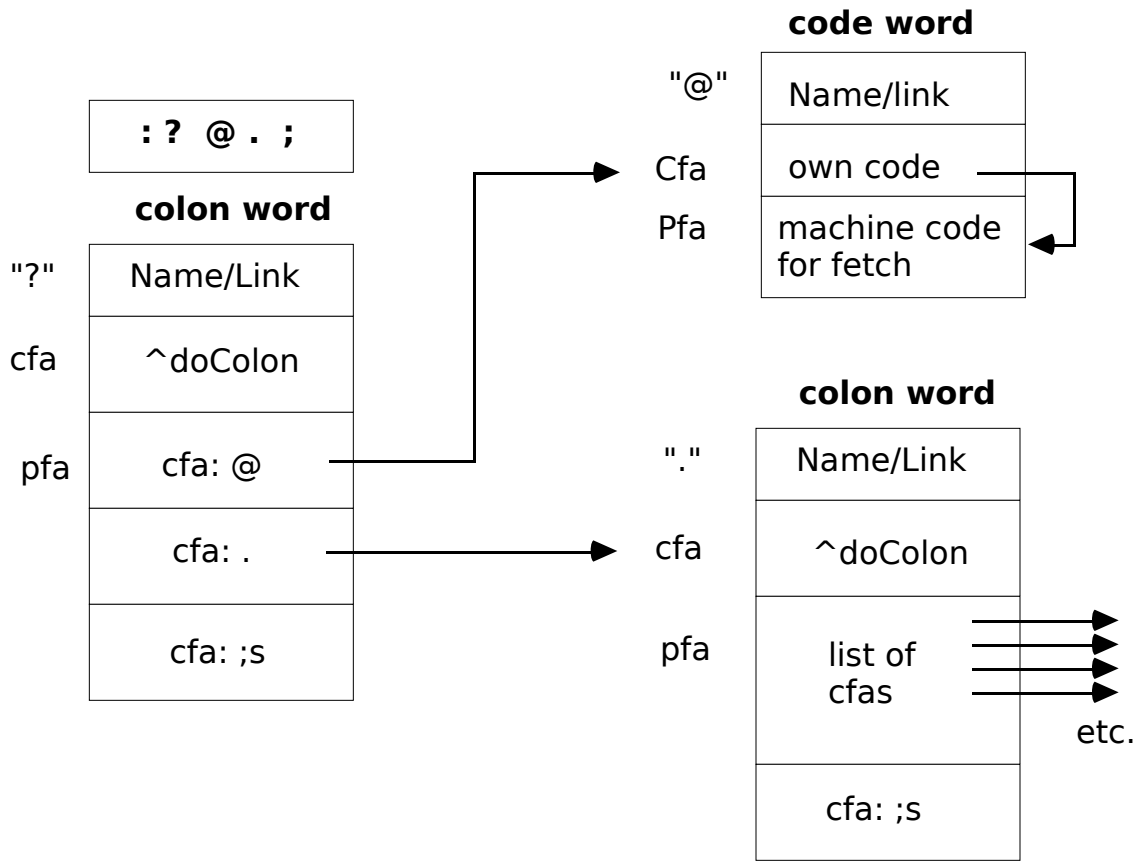 : ? @ . ;
colon word
"?"
Name/Link
cfa
^doColon
pfa
cfa: @
cfa: .
cfa: ;s
code word
"@"
Name/link
Cfa
own code
Pfa
machine code
for fetch
colon word
"."
Name/Link
cfa
^doColon
pfa
list of
cfas
etc.
cfa: ;s